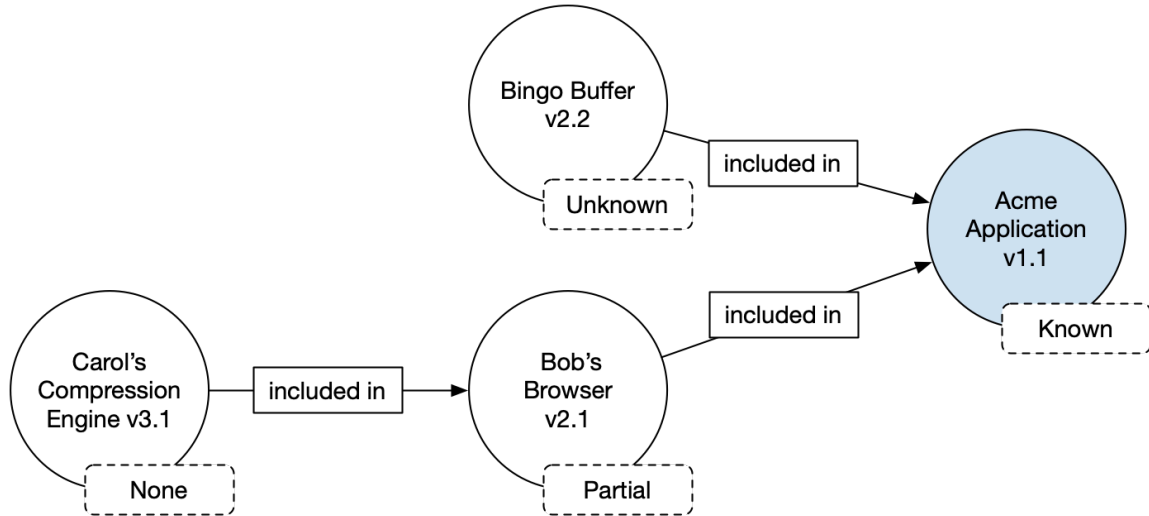 Bingo Buffer
v2.2
Unknown
included in
Acme
Application
v1.1
Known
included in
Carol’s
Compression
Engine v3.1
None
included in
Bob’s
Browser
v2.1
Partial